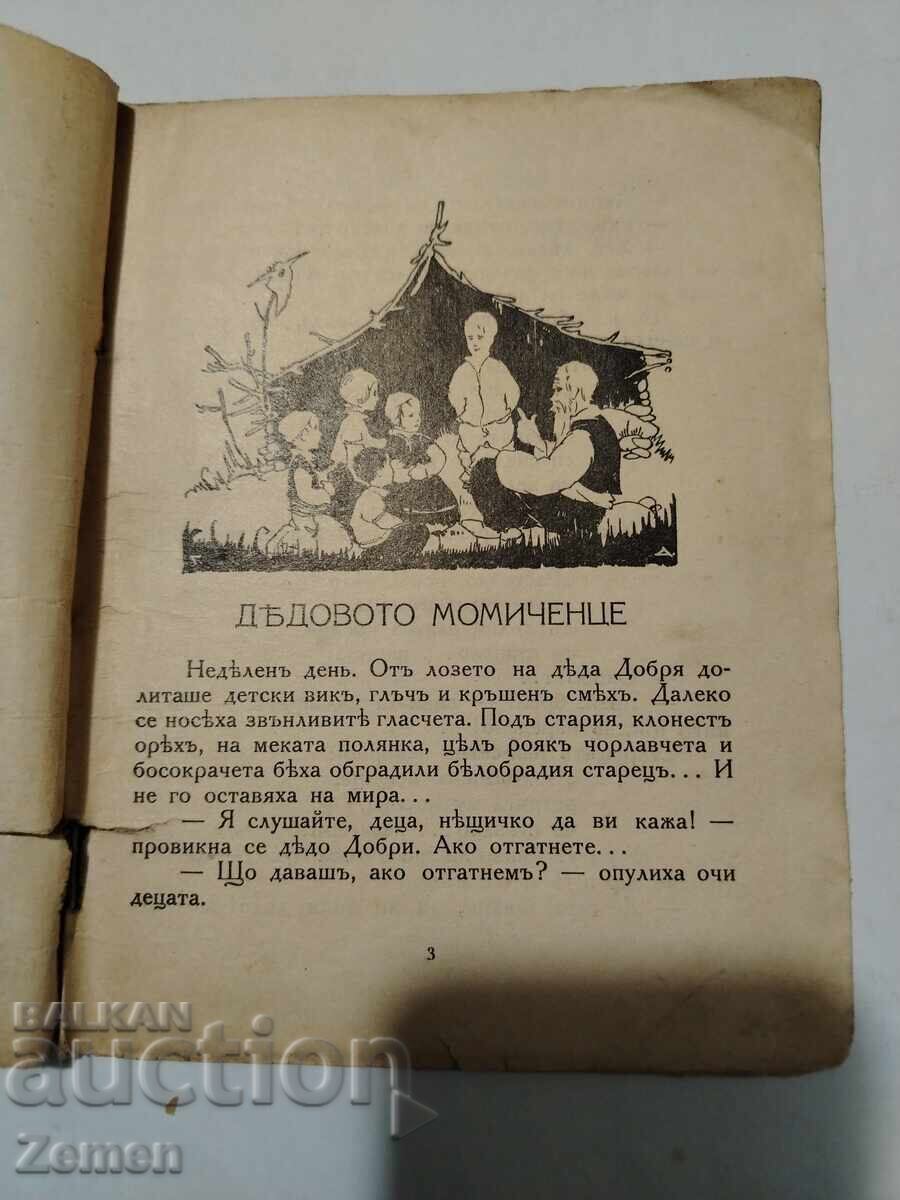 ДѢДОВОТО МОМИЧЕНЦЕ
Недѣленъ день. Отъ лозето на дѣда Добря до-
литаше детски викъ, глъчъ и кръшенъ смѣхъ. Далеко
се носѣха звънливитѣ гласчета. Подъ стария, клонестъ
орѣхъ, на меката полянка, цѣлъ роякъ чорлавчета и
босокрачета бѣха обградили бѣлобрадия старецъ... И
не го оставяха на мира...
— Я слушайте, деца, нѣщичко да ви кажа! —
провикна се дѣдо Добри. Ако отгатнете...
— Що давашъ, ако отгатнемъ? — опулиха очи
децата.
3
BALKAN
auction
Zemen